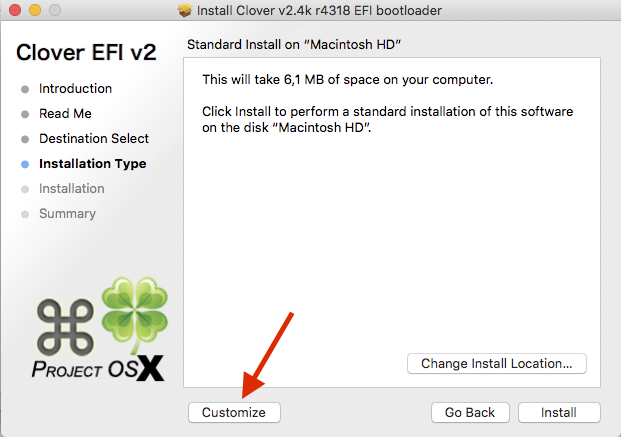 Install Clover v2.4k r4318 EFI bootloader
Clover EFI v2
Introduction
Read Me
Destination Select
Installation Type
Installation
Summary
PROJECT OSX
Standard Install on “Macintosh HD”
This will take 6,1 MB of space on your computer.
Click Install to perform a standard installation of this software
on the disk “Macintosh HD”.
Change Install Location...
Customize
Go Back
Install